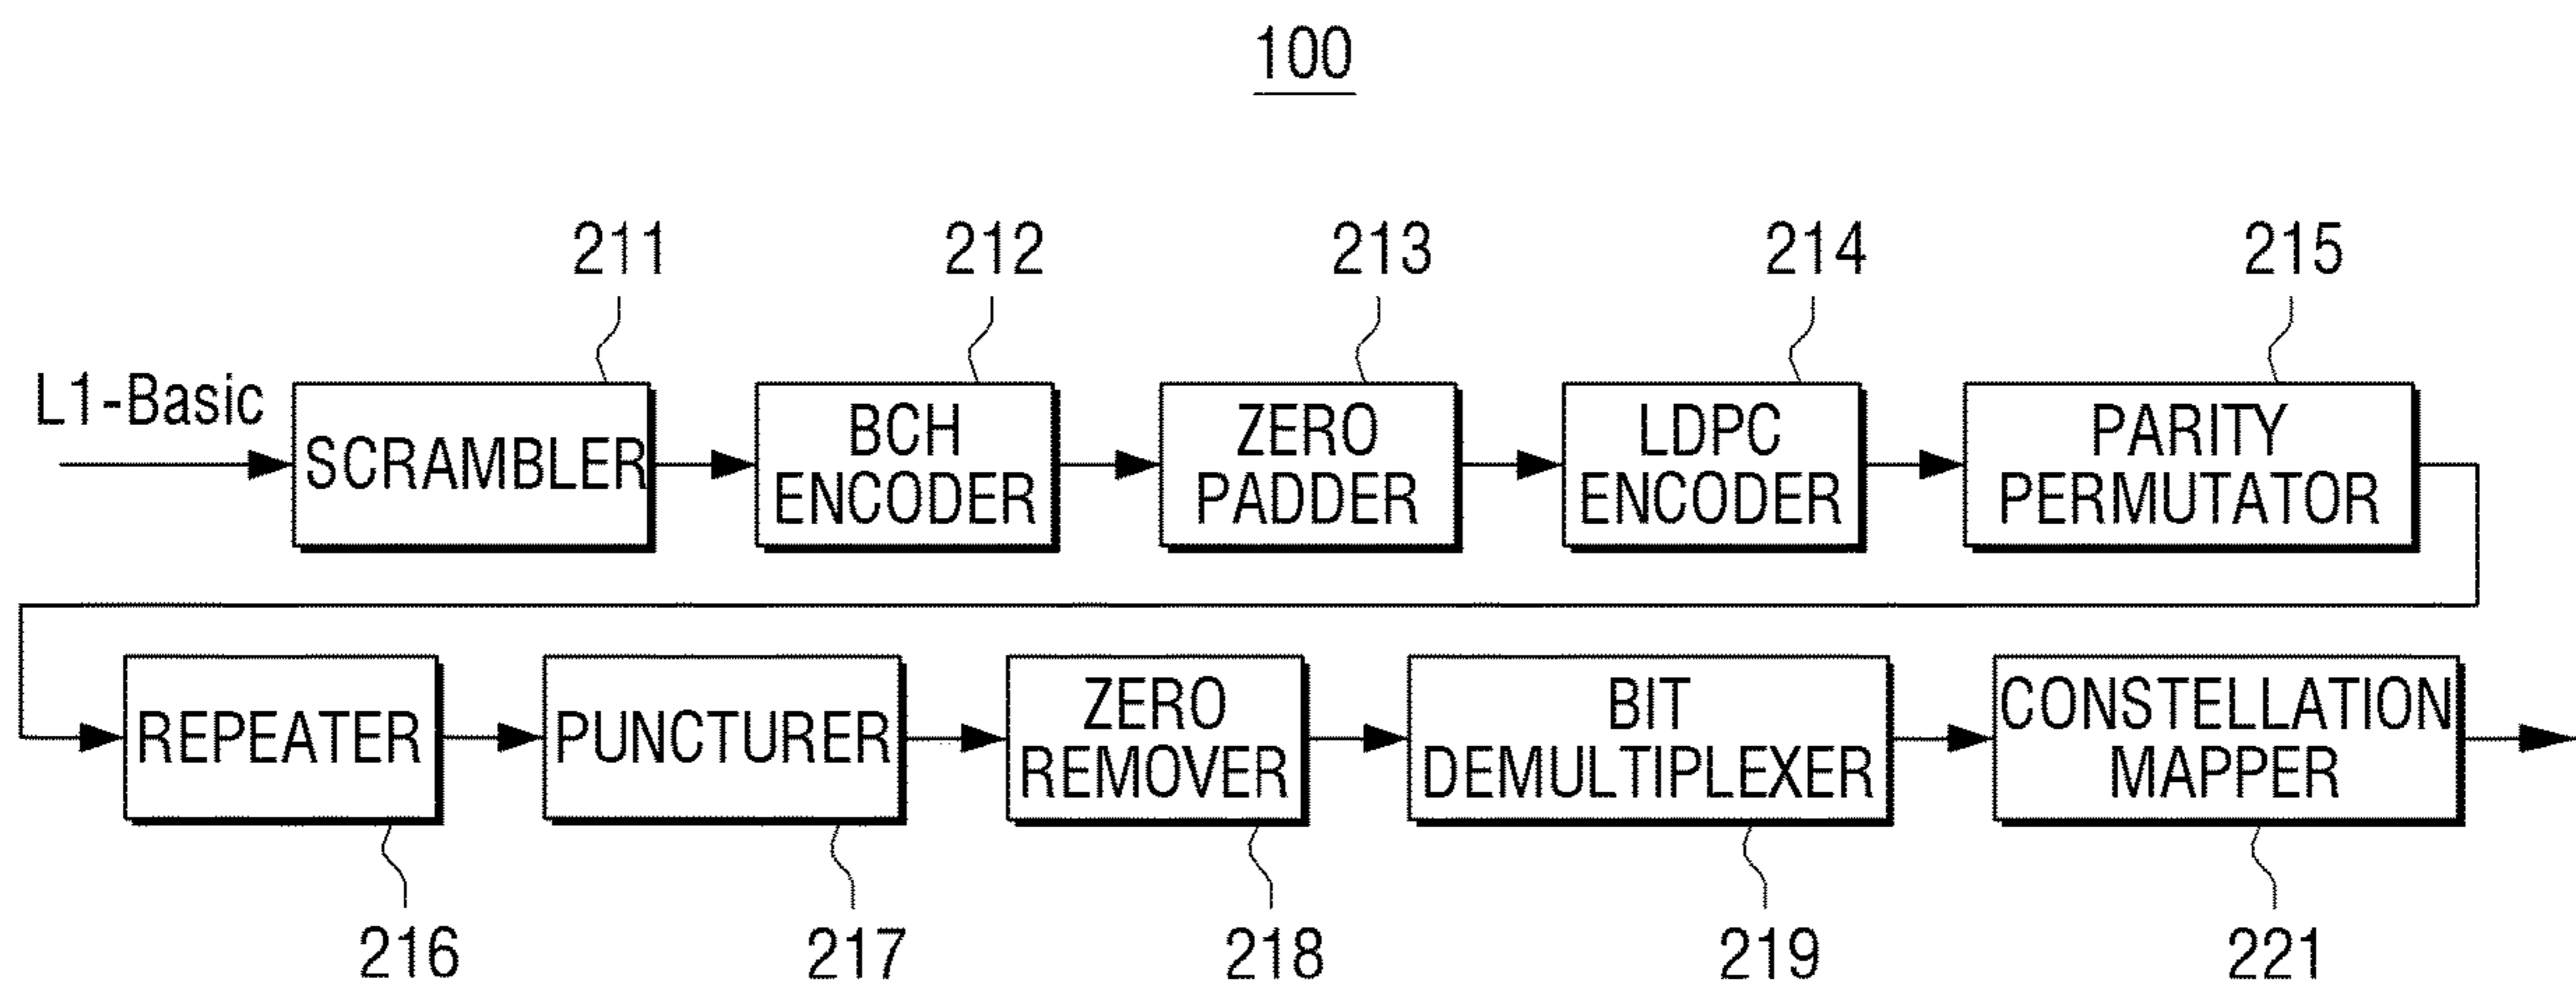 100
211
212
213
214
215
L1-Basic
SCRAMBLER
BCH
ENCODER
ZERO
PADDER
LDPC
ENCODER
PARITY
PERMUTATOR
REPEATER
PUNCTURER
ZERO
REMOVER
BIT
DEMULTIPLEXER
CONSTELLATION
MAPPER
216
217
218
219
221